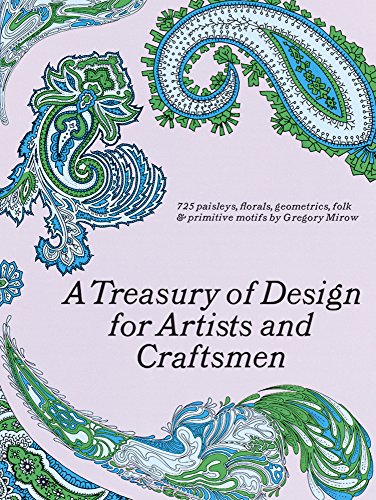 725 paisleys, florals, geometrics, folk
& primitive motifs by Gregory Mirow
A Treasury of Design
for Artists and
Craftsmen